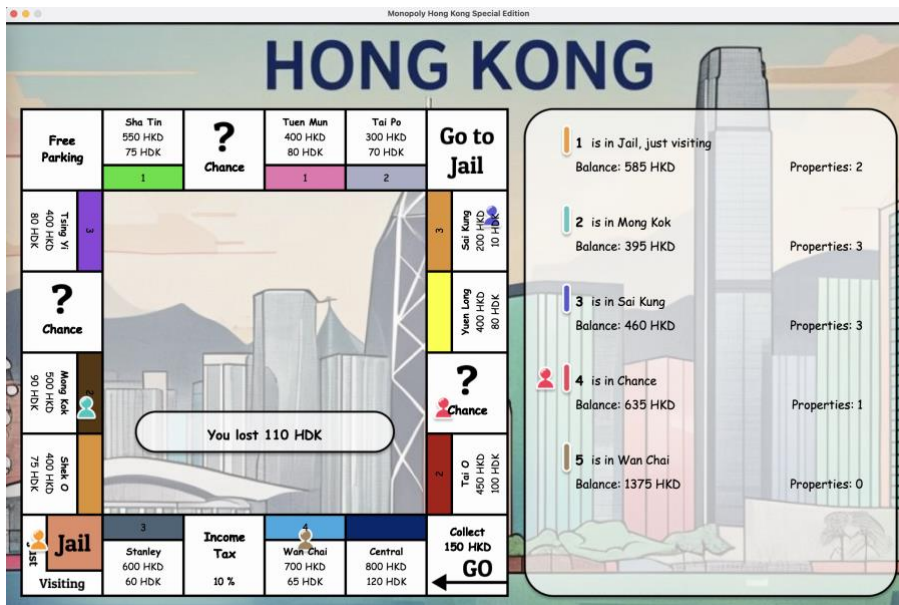 Monopoly Hong Kong Special Edition
HONG KONG
Free
Parking
Sha Tin
550 HKD
75 HDK
1
?
Chance
Tuen Mun
400 HKD
80 HDK
1
Tai Po
300 HKD
70 HDK
2
Go to
Jail
Tsing Yi
400 HKD
80 HDK
3
Sai Kung
200 HKD
10 HDK
3
?
Chance
Yuen Long
400 HKD
80 HDK
Mong Kok
500 HKD
90 HDK
2
?
Chance
You lost 110 HDK
Shek O
400 HKD
75 HDK
Tai O
450 HKD
100 HDK
2
Jail
Visiting
3
Stanley
600 HKD
60 HDK
Income
Tax
10 %
4
Wan Chai
700 HKD
65 HDK
Central
800 HKD
120 HDK
Collect
150 HKD
GO
1 is in Jail, just visiting
Balance: 585 HKD
Properties: 2
2 is in Mong Kok
Balance: 395 HKD
Properties: 3
3 is in Sai Kung
Balance: 460 HKD
Properties: 3
4 is in Chance
Balance: 635 HKD
Properties: 1
5 is in Wan Chai
Balance: 1375 HKD
Properties: 0